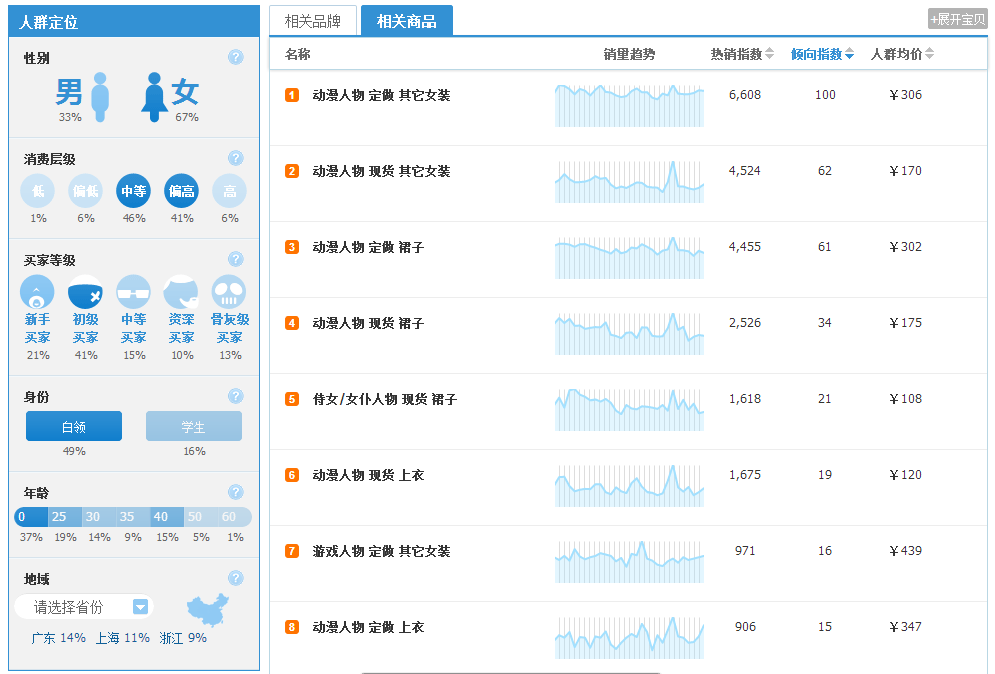 人群定位
性别
?
男
女
33%
67%
消费层级
?
低
偏低
中等
偏高
高
1%
6%
46%
41%
6%
买家等级
?
新手
买家
初级
买家
中等
买家
资深
买家
骨灰级
买家
21%
41%
15%
10%
13%
身份
?
白领
学生
49%
16%
年龄
?
0 25 30 35 40 50 60
37% 19% 14% 9% 15% 5% 1%
地域
?
请选择省份
广东 14% 上海 11% 浙江 9%
相关品牌
相关商品
+展开宝贝
名称 销量趋势 热销指数 倾向指数 人群均价
1 动漫人物 定做 其它女装 6,608 100 ￥306
2 动漫人物 现货 其它女装 4,524 62 ￥170
3 动漫人物 定做 裙子 4,455 61 ￥302
4 动漫人物 现货 裙子 2,526 34 ￥175
5 侍女/女仆人物 现货 裙子 1,618 21 ￥108
6 动漫人物 现货 上衣 1,675 19 ￥120
7 游戏人物 定做 其它女装 971 16 ￥439
8 动漫人物 定做 上衣 906 15 ￥347